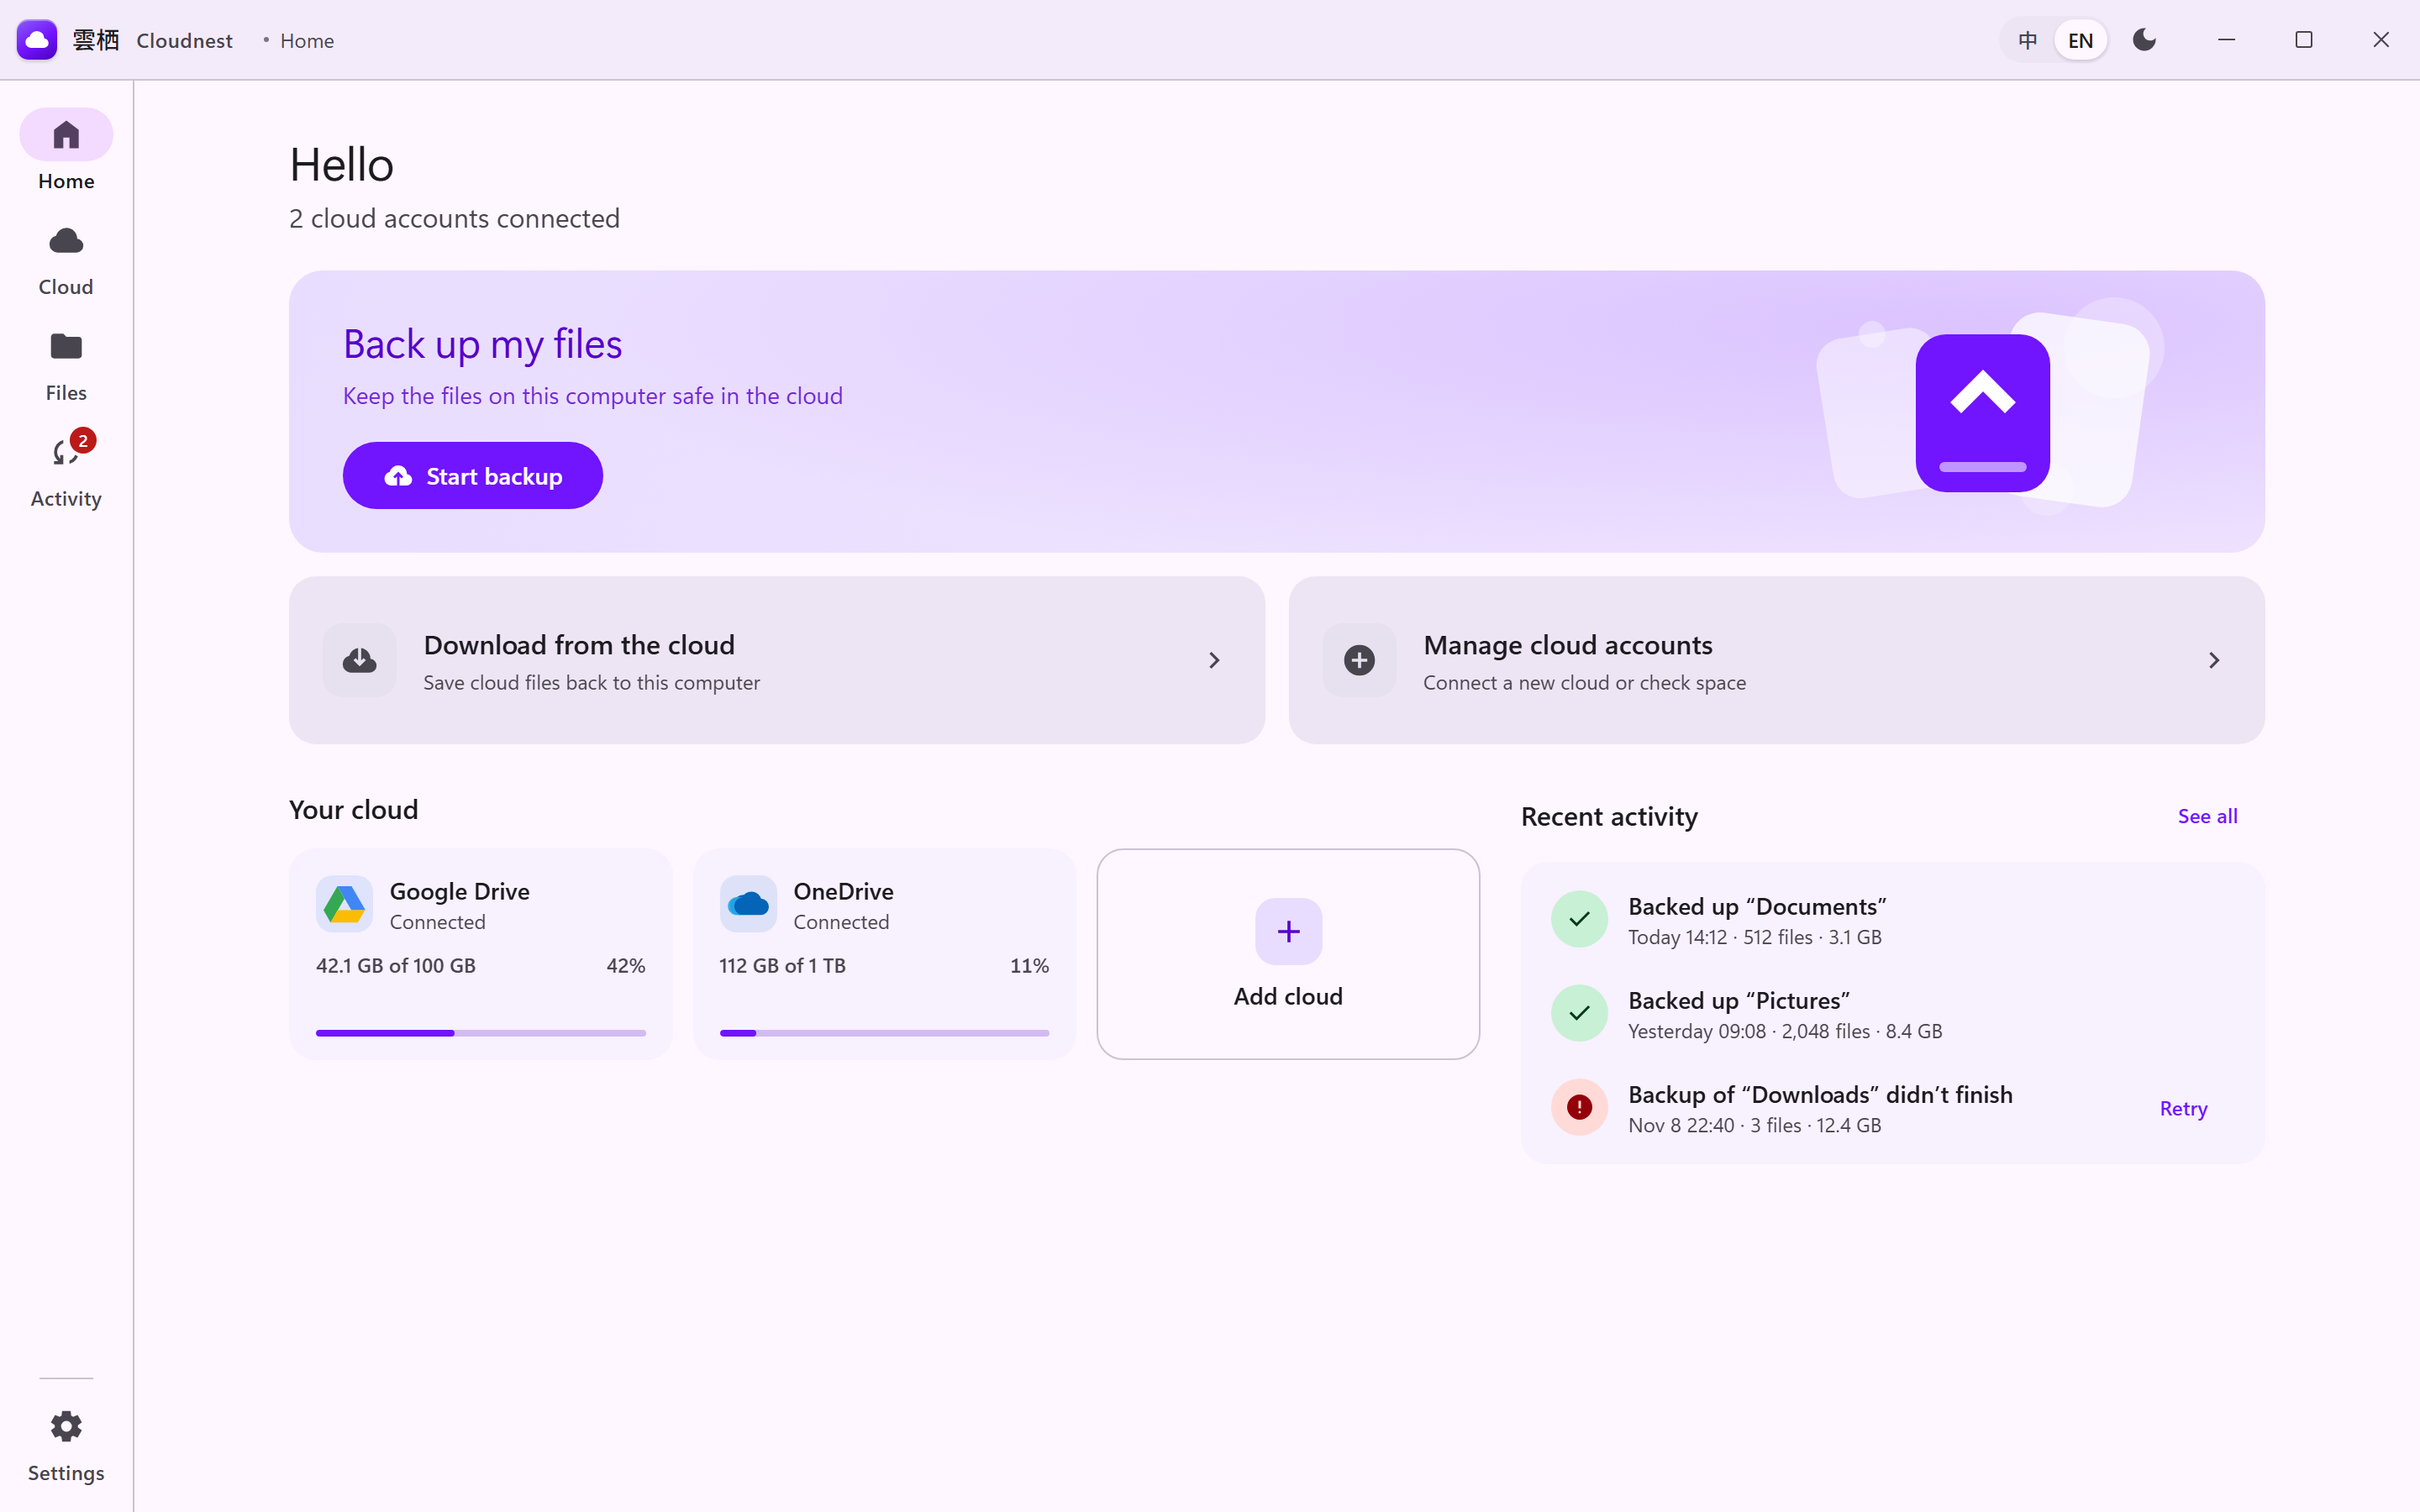 雲栖 Cloudnest • Home
中 EN
Home
Cloud
Files
2
Activity
Settings
Hello
2 cloud accounts connected
Back up my files
Keep the files on this computer safe in the cloud
Start backup
Download from the cloud
Save cloud files back to this computer
Manage cloud accounts
Connect a new cloud or check space
Your cloud
Google Drive
Connected
42.1 GB of 100 GB 42%
OneDrive
Connected
112 GB of 1 TB 11%
Add cloud
Recent activity See all
Backed up “Documents”
Today 14:12 · 512 files · 3.1 GB
Backed up “Pictures”
Yesterday 09:08 · 2,048 files · 8.4 GB
Backup of “Downloads” didn’t finish
Nov 8 22:40 · 3 files · 12.4 GB
Retry